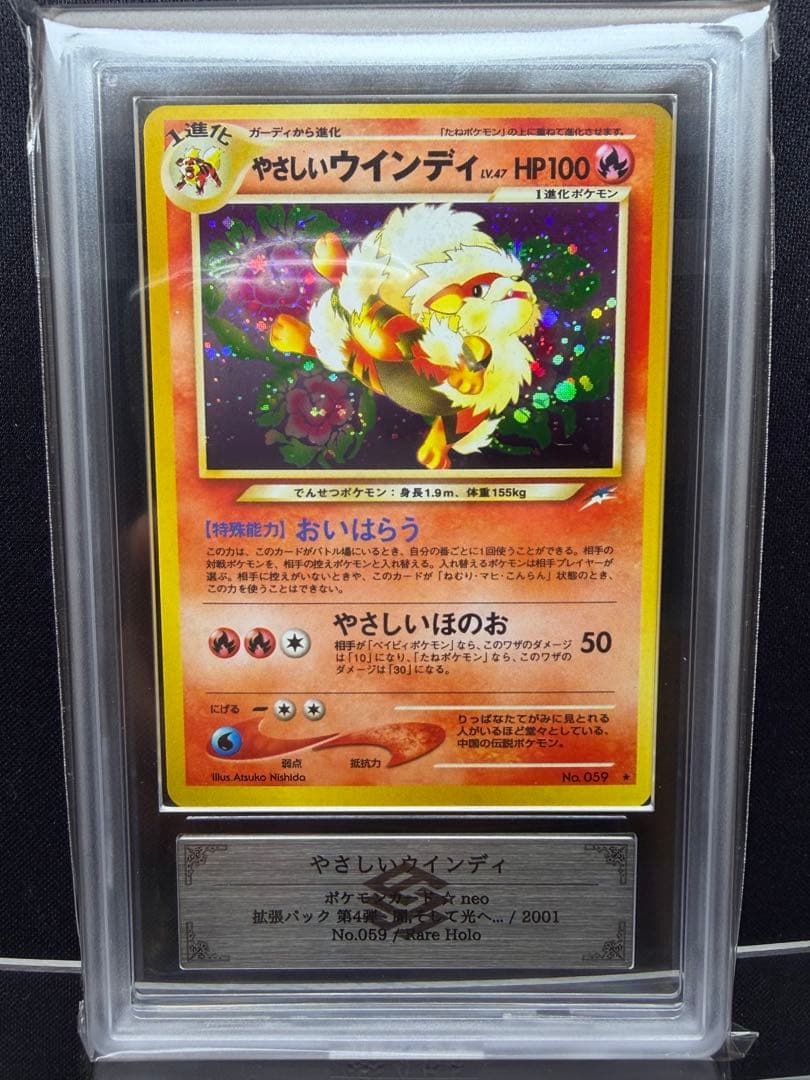 1進化
ガーディから進化
「たねポケモン」の上に重ねて進化させます。
やさしいウインディ LV.47 HP100
1進化ポケモン
でんせつポケモン：身長1.9m、体重155kg
【特殊能力】おいはらう
この力は、このカードがバトル場にいるとき、自分の番ごとに1回使うことができる。相手の
対戦ポケモンを、相手の控えポケモンと入れ替える。入れ替えるポケモンは相手プレイヤーが
選ぶ。相手に控えがいないときや、このカードが「ねむり・マヒ・こんらん」状態のとき、
この力を使うことはできない。
やさしいほのお
相手が「ベイビィポケモン」なら、このワザのダメージ
は「10」になり、「たねポケモン」なら、このワザの
ダメージは「30」になる。
50
にげる
りっぱなたてがみに見とれる
人がいるほど堂々としている、
中国の伝説ポケモン。
弱点
抵抗力
Illus. Atsuko Nishida
No. 059 ★
やさしいウインディ
ポケモンカード ☆ neo
拡張パック 第4弾 - 闇,そして光へ... / 2001
No.059 / Rare Holo